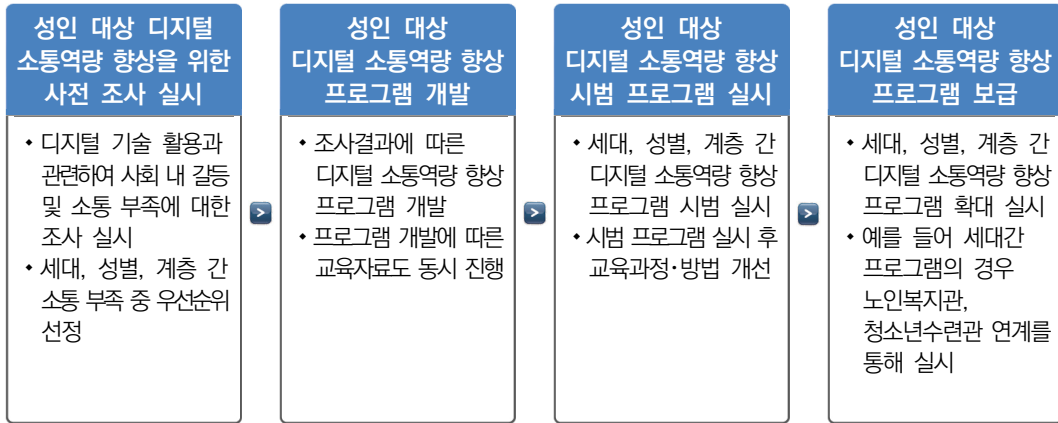 성인 대상 디지털
소통역량 향상을 위한
사전 조사 실시
• 디지털 기술 활용과
관련하여 사회 내 갈등
및 소통 부족에 대한
조사 실시
• 세대, 성별, 계층 간
소통 부족 중 우선순위
선정
성인 대상
디지털 소통역량 향상
프로그램 개발
• 조사결과에 따른
디지털 소통역량 향상
프로그램 개발
• 프로그램 개발에 따른
교육자료도 동시 진행
성인 대상
디지털 소통역량 향상
시범 프로그램 실시
• 세대, 성별, 계층 간
디지털 소통역량 향상
프로그램 시범 실시
• 시범 프로그램 실시 후
교육과정·방법 개선
성인 대상
디지털 소통역량 향상
프로그램 보급
• 세대, 성별, 계층 간
디지털 소통역량 향상
프로그램 확대 실시
• 예를 들어 세대간
프로그램의 경우
노인복지관,
청소년수련관 연계를
통해 실시